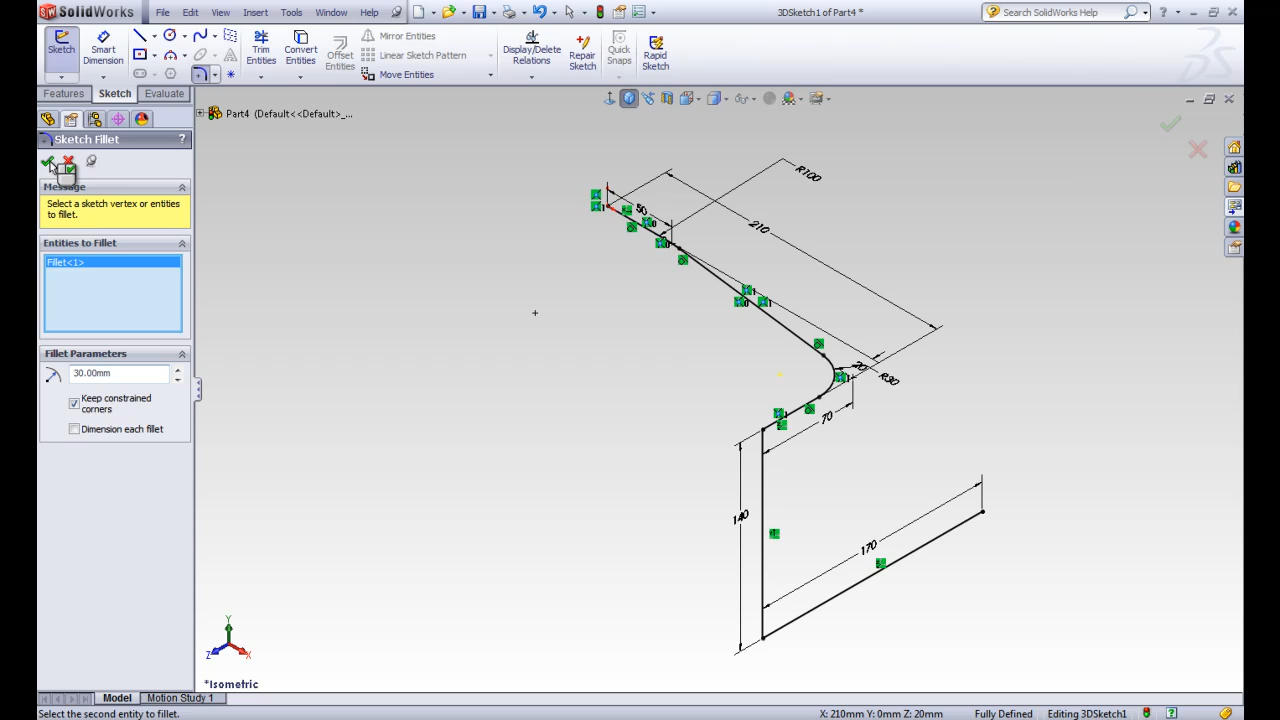 SolidWorks
File
Edit
View
Insert
Tools
Window
Help
3DSketch1 of Part4 *
Search SolidWorks Help
?
Sketch
Smart Dimension
Trim Entities
Convert Entities
Offset Entities
Mirror Entities
Linear Sketch Pattern
Move Entities
Display/Delete Relations
Repair Sketch
Quick Snaps
Rapid Sketch
Features
Sketch
Evaluate
Part4 (Default<<Default>_...
Sketch Fillet
?
Message
Select a sketch vertex or entities
to fillet.
Entities to Fillet
Fillet<1>
Fillet Parameters
30.00mm
Keep constrained
corners
Dimension each fillet
R100
50
210
20
R30
70
140
170
Y
Z
X
*Isometric
Model
Motion Study 1
Select the second entity to fillet.
X: 210mm Y: 0mm Z: 20mm
Fully Defined
Editing 3DSketch1